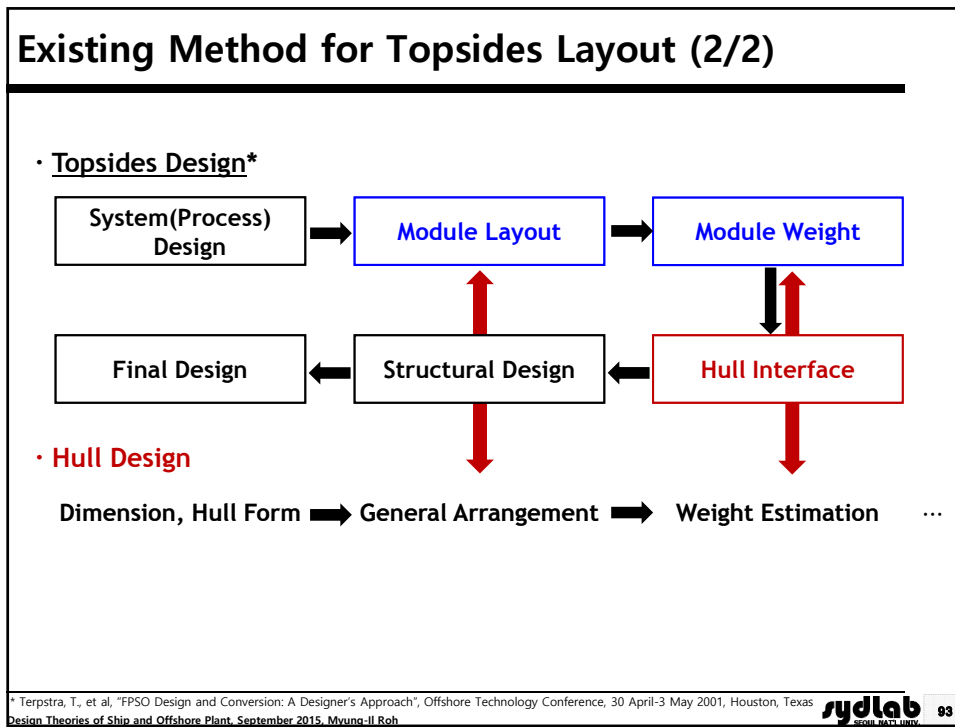 Existing Method for Topsides Layout (2/2)
· Topsides Design*
System(Process)
Design
Module Layout
Module Weight
Final Design
Structural Design
Hull Interface
· Hull Design
Dimension, Hull Form
General Arrangement
Weight Estimation
...
* Terpstra, T., et al, "FPSO Design and Conversion: A Designer's Approach", Offshore Technology Conference, 30 April-3 May 2001, Houston, Texas
Design Theories of Ship and Offshore Plant, September 2015, Myung-Il Roh
sydlab
SEOUL NAT'L UNIV.
93